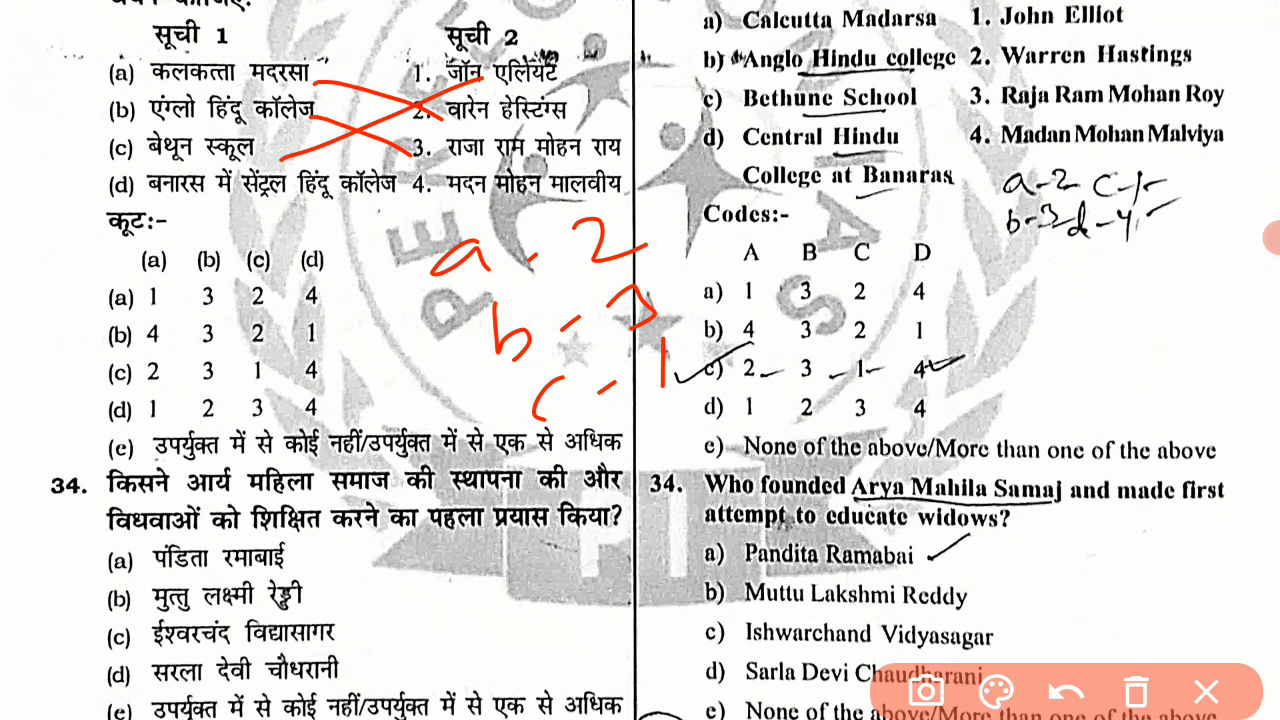 सूची 1 सूची 2
(a) कलकत्ता मदरसा 1. जॉन एलियट
(b) एंग्लो हिंदू कॉलेज 2. वारेन हेस्टिंग्स
(c) बेथून स्कूल 3. राजा राम मोहन राय
(d) बनारस में सेंट्रल हिंदू कॉलेज 4. मदन मोहन मालवीय
कूटः-
(a) (b) (c) (d)
(a) 1 3 2 4
(b) 4 3 2 1
(c) 2 3 1 4
(d) 1 2 3 4
(e) उपर्युक्त में से कोई नहीं/उपर्युक्त में से एक से अधिक
a - 2
b - 3
c - 1
34. किसने आर्य महिला समाज की स्थापना की और
विधवाओं को शिक्षित करने का पहला प्रयास किया?
(a) पंडिता रमाबाई
(b) मुत्तु लक्ष्मी रेड्डी
(c) ईश्वरचंद विद्यासागर
(d) सरला देवी चौधरानी
(e) उपर्युक्त में से कोई नहीं/उपर्युक्त में से एक से अधिक
a) Calcutta Madarsa 1. John Elliot
b) Anglo Hindu college 2. Warren Hastings
c) Bethune School 3. Raja Ram Mohan Roy
d) Central Hindu 4. Madan Mohan Malviya
College at Banaras
a-2 c-1
b-3 d-4
Codes:-
A B C D
a) 1 3 2 4
b) 4 3 2 1
c) 2 3 1 4
d) 1 2 3 4
e) None of the above/More than one of the above
34. Who founded Arya Mahila Samaj and made first
attempt to educate widows?
a) Pandita Ramabai
b) Muttu Lakshmi Reddy
c) Ishwarchand Vidyasagar
d) Sarla Devi Chaudharani
e) None of the above/More than one of the above